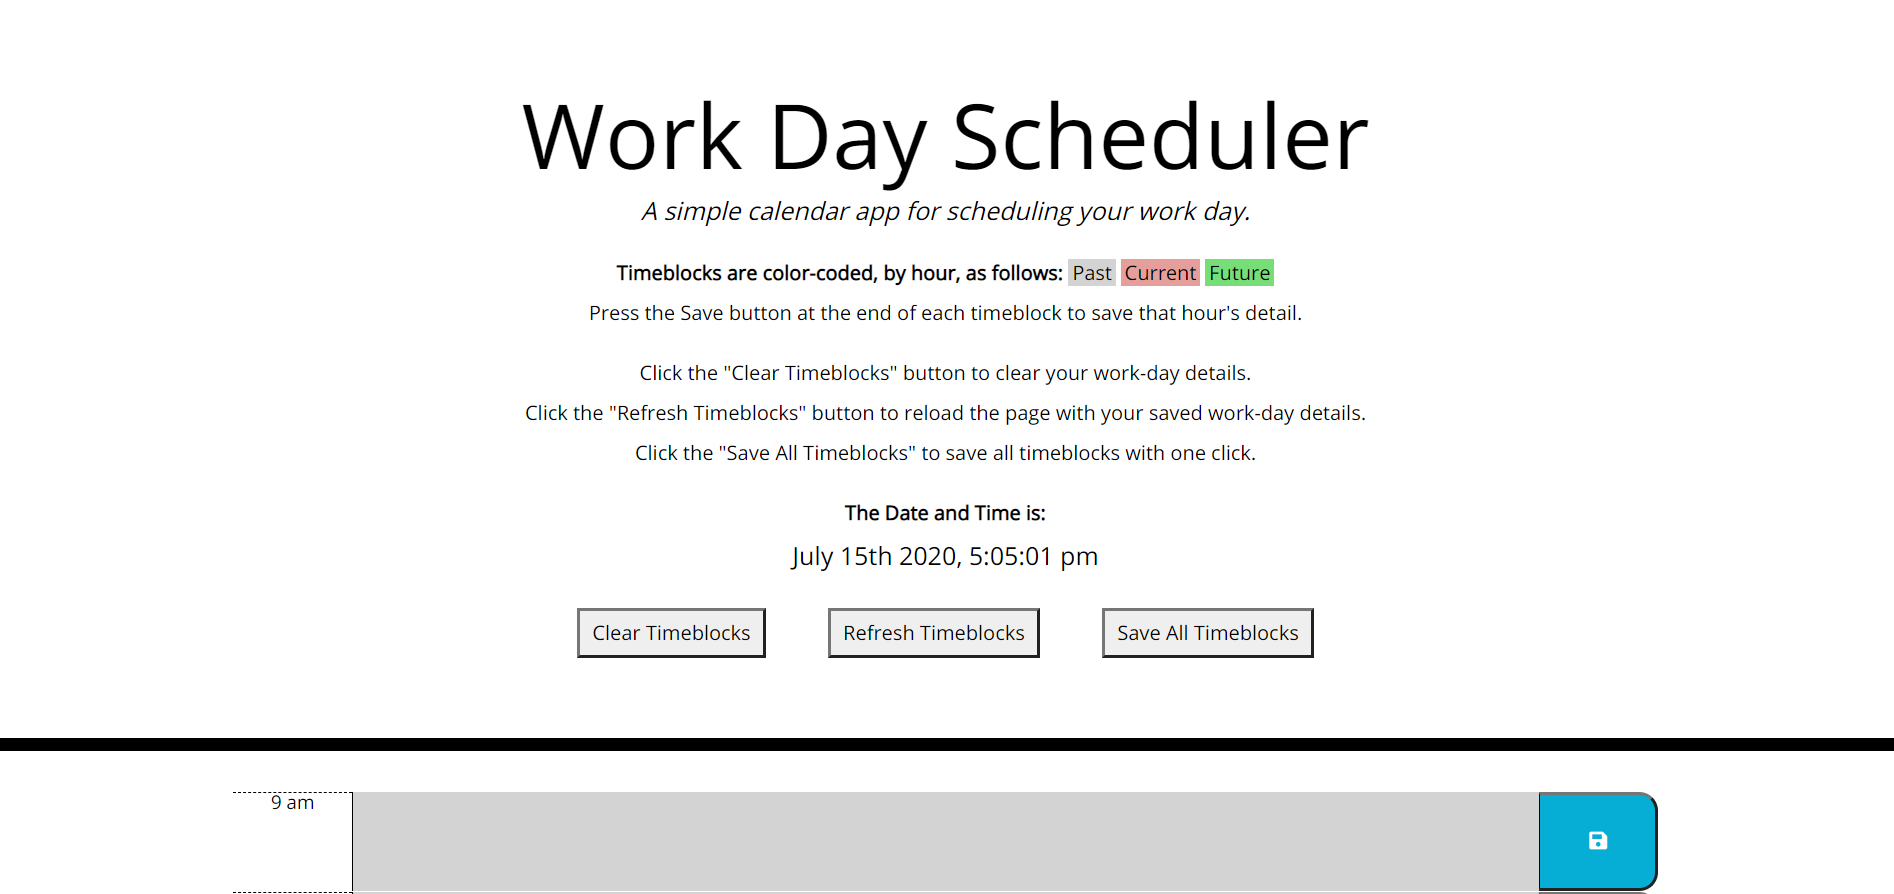 Work Day Scheduler
A simple calendar app for scheduling your work day.
Timeblocks are color-coded, by hour, as follows: Past Current Future
Press the Save button at the end of each timeblock to save that hour's detail.
Click the "Clear Timeblocks" button to clear your work-day details.
Click the "Refresh Timeblocks" button to reload the page with your saved work-day details.
Click the "Save All Timeblocks" to save all timeblocks with one click.
The Date and Time is:
July 15th 2020, 5:05:01 pm
Clear Timeblocks Refresh Timeblocks Save All Timeblocks
9 am